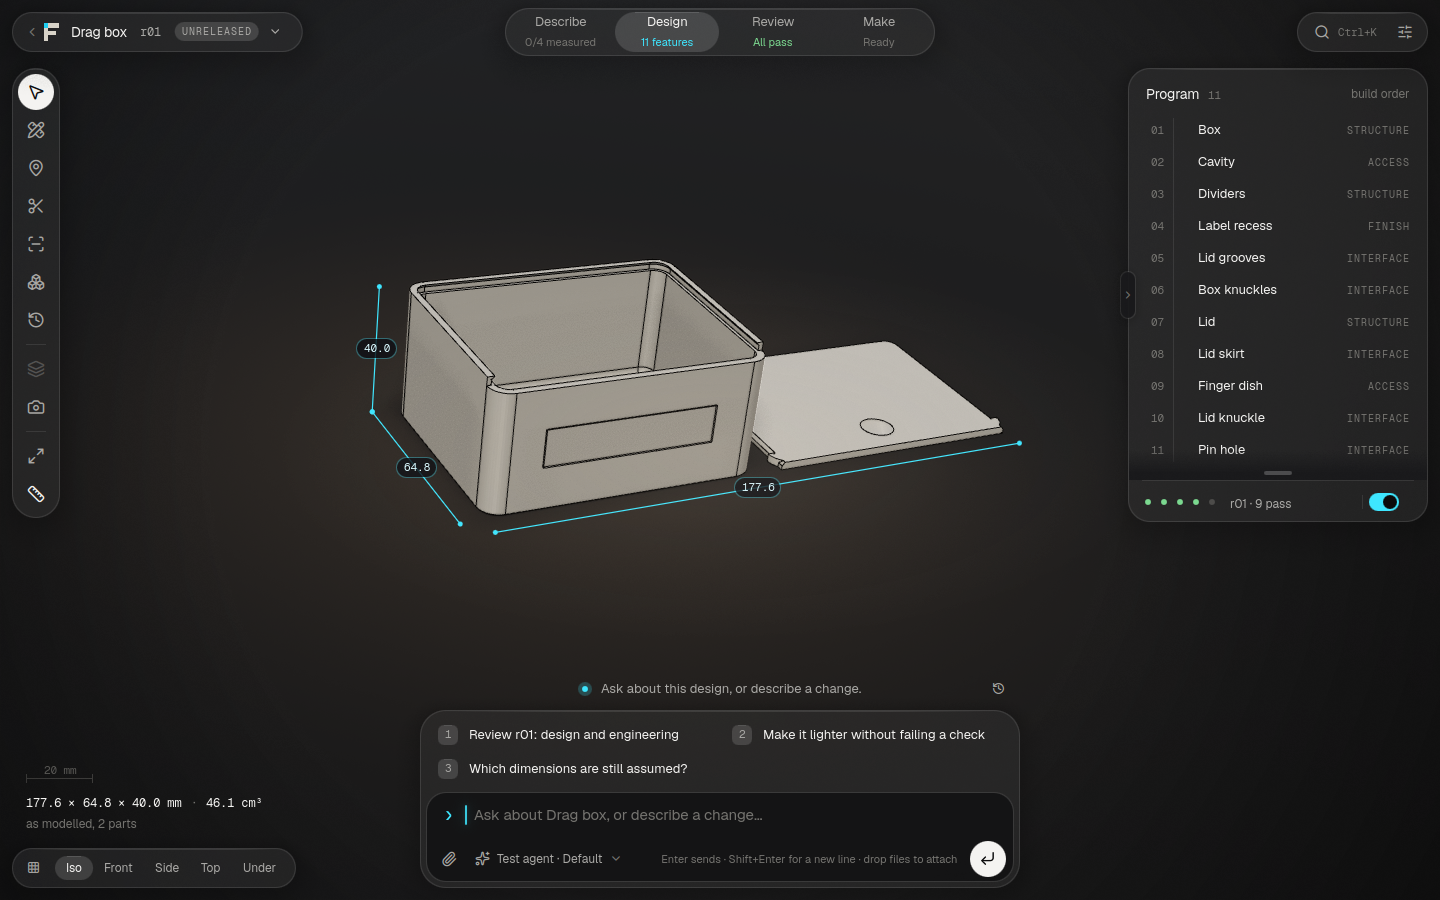 Drag box r01 UNRELEASED
Describe
0/4 measured
Design
11 features
Review
All pass
Make
Ready
Ctrl+K
Program 11 build order
01 Box STRUCTURE
02 Cavity ACCESS
03 Dividers STRUCTURE
04 Label recess FINISH
05 Lid grooves INTERFACE
06 Box knuckles INTERFACE
07 Lid STRUCTURE
08 Lid skirt INTERFACE
09 Finger dish ACCESS
10 Lid knuckle INTERFACE
11 Pin hole INTERFACE
r01 · 9 pass
40.0
64.8
177.6
Ask about this design, or describe a change.
1 Review r01: design and engineering
2 Make it lighter without failing a check
3 Which dimensions are still assumed?
Ask about Drag box, or describe a change…
Test agent · Default
Enter sends · Shift+Enter for a new line · drop files to attach
20 mm
177.6 × 64.8 × 40.0 mm · 46.1 cm³
as modelled, 2 parts
Iso Front Side Top Under